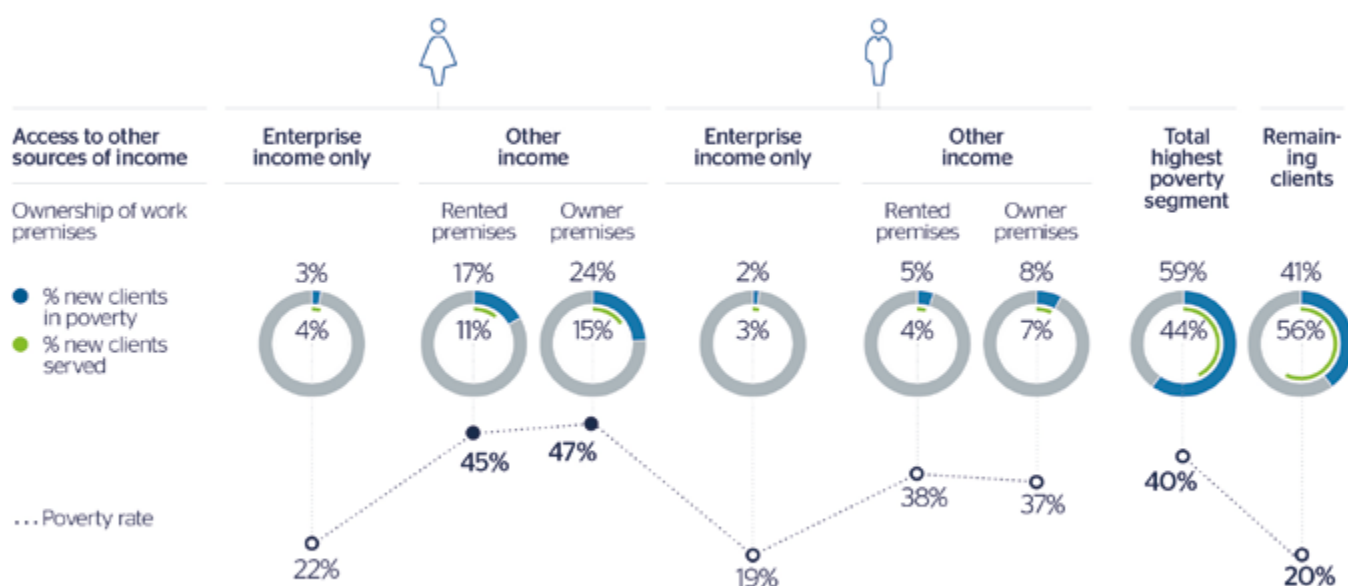 Access to other
sources of income
Enterprise
income only
Other
income
Enterprise
income only
Other
income
Total
highest
poverty
segment
Remain-
ing
clients
Ownership of work
premises
Rented
premises
Owner
premises
Rented
premises
Owner
premises
● % new clients
in poverty
● % new clients
served
3%
17%
24%
2%
5%
8%
59%
41%
4%
11%
15%
3%
4%
7%
44%
56%
... Poverty rate
22%
45%
47%
19%
38%
37%
40%
20%